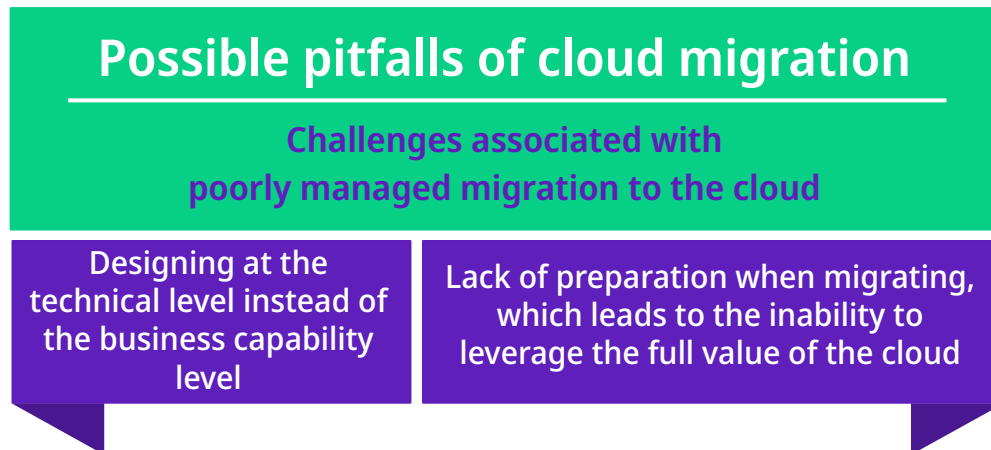 Possible pitfalls of cloud migration
Challenges associated with
poorly managed migration to the cloud
Designing at the
technical level instead of
the business capability
level
Lack of preparation when migrating,
which leads to the inability to
leverage the full value of the cloud